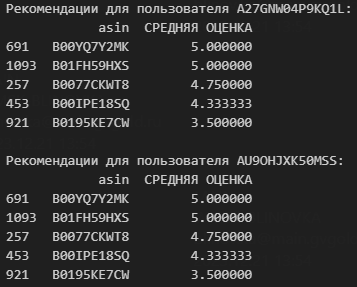 Рекомендации для пользователя A27GNW04P9KQ1L:
asin СРЕДНЯЯ ОЦЕНКА
691 B00YQ7Y2MK 5.000000
1093 B01FH59HXS 5.000000
257 B0077CKWT8 4.750000
453 B00IPE18SQ 4.333333
921 B0195KE7CW 3.500000
Рекомендации для пользователя AU9OHJXK50MSS:
asin СРЕДНЯЯ ОЦЕНКА
691 B00YQ7Y2MK 5.000000
1093 B01FH59HXS 5.000000
257 B0077CKWT8 4.750000
453 B00IPE18SQ 4.333333
921 B0195KE7CW 3.500000